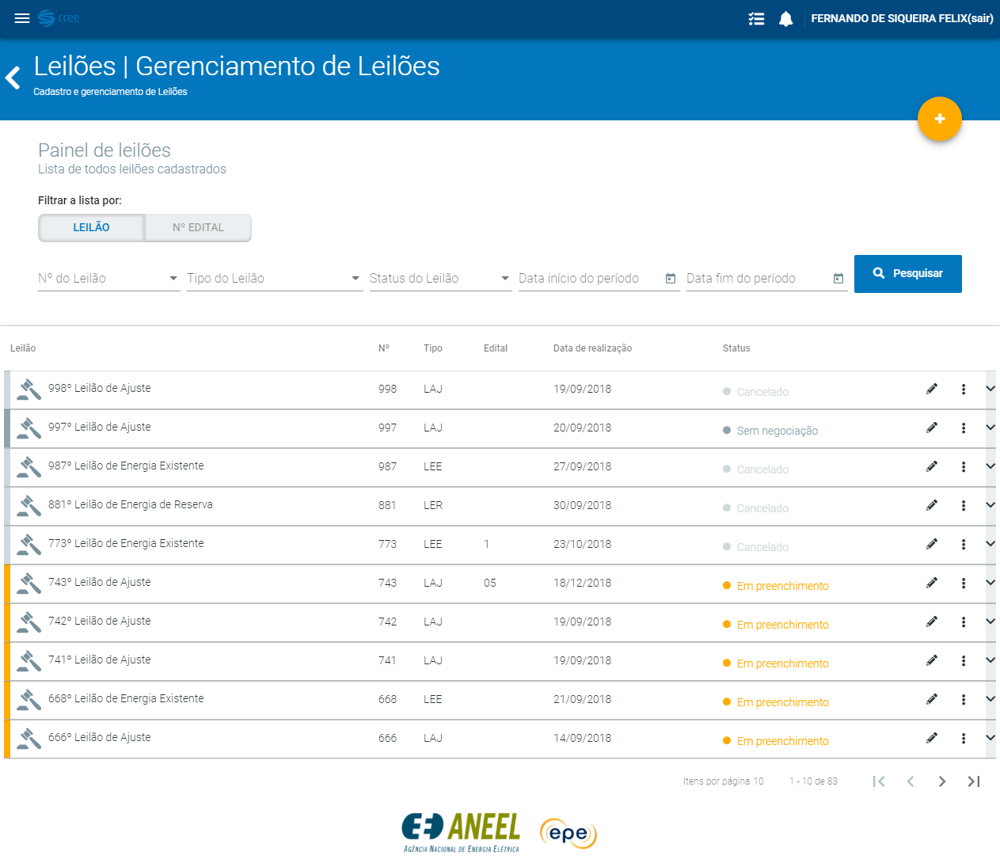 ccee
FERNANDO DE SIQUEIRA FELIX(sair)
Leilões | Gerenciamento de Leilões
Cadastro e gerenciamento de Leilões
Painel de leilões
Lista de todos leilões cadastrados
Filtrar a lista por:
LEILÃO Nº EDITAL
Nº do Leilão Tipo do Leilão Status do Leilão Data início do período Data fim do período Pesquisar
Leilão Nº Tipo Edital Data de realização Status
998º Leilão de Ajuste 998 LAJ 19/09/2018 Cancelado
997º Leilão de Ajuste 997 LAJ 20/09/2018 Sem negociação
987º Leilão de Energia Existente 987 LEE 27/09/2018 Cancelado
881º Leilão de Energia de Reserva 881 LER 30/09/2018 Cancelado
773º Leilão de Energia Existente 773 LEE 1 23/10/2018 Cancelado
743º Leilão de Ajuste 743 LAJ 05 18/12/2018 Em preenchimento
742º Leilão de Ajuste 742 LAJ 19/09/2018 Em preenchimento
741º Leilão de Ajuste 741 LAJ 19/09/2018 Em preenchimento
668º Leilão de Energia Existente 668 LEE 21/09/2018 Em preenchimento
666º Leilão de Ajuste 666 LAJ 14/09/2018 Em preenchimento
Itens por página 10 1 - 10 de 83
ANEEL
AGÊNCIA NACIONAL DE ENERGIA ELÉTRICA
epe